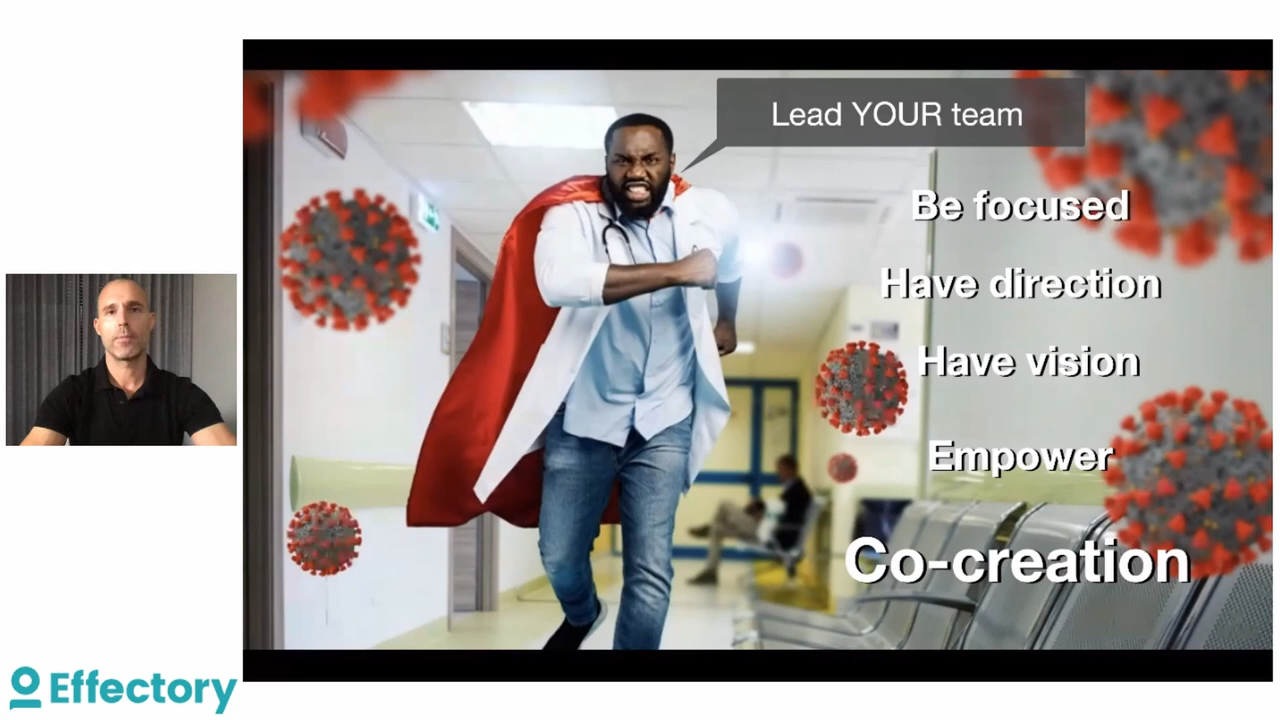 Lead YOUR team
Be focused
Have direction
Have vision
Empower
Co-creation
Effectory